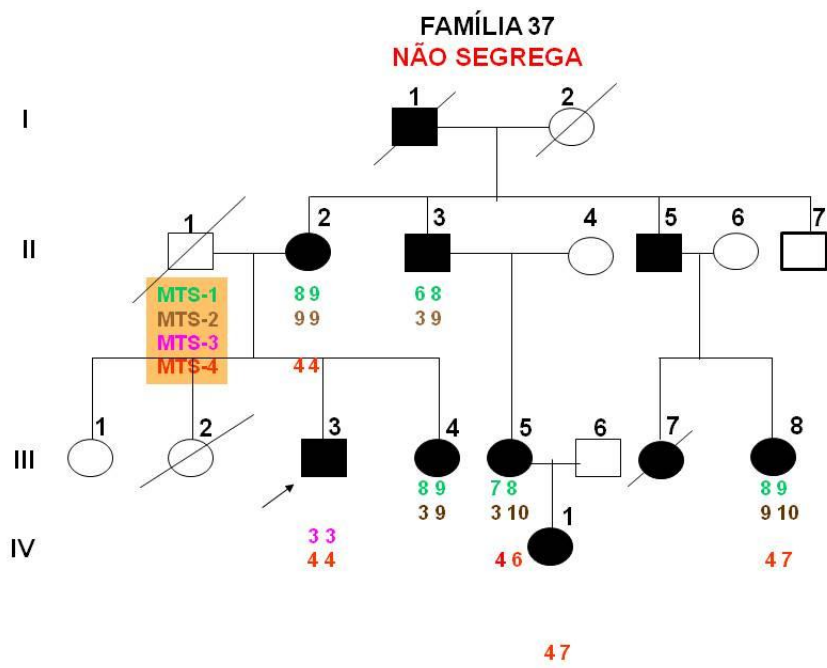 FAMÍLIA 37
NÃO SEGREGA
I
1 2
II
1 2 3 4 5 6 7
MTS-1 8 9 6 8
MTS-2 9 9 3 9
MTS-3
MTS-4 4 4
III
1 2 3 4 5 6 7 8
8 9 7 8 8 9
3 9 3 10 9 10
3 3
IV
1
4 4 4 6 4 7
4 7